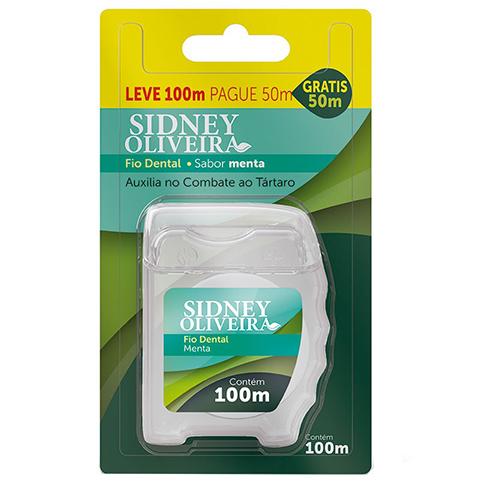 LEVE 100m PAGUE 50m
GRATIS
50m
SIDNEY
OLIVEIRA
Fio Dental • Sabor menta
Auxilia no Combate ao Tártaro
SIDNEY
OLIVEIRA
Fio Dental
Menta
Contém
100m
Contém
100m